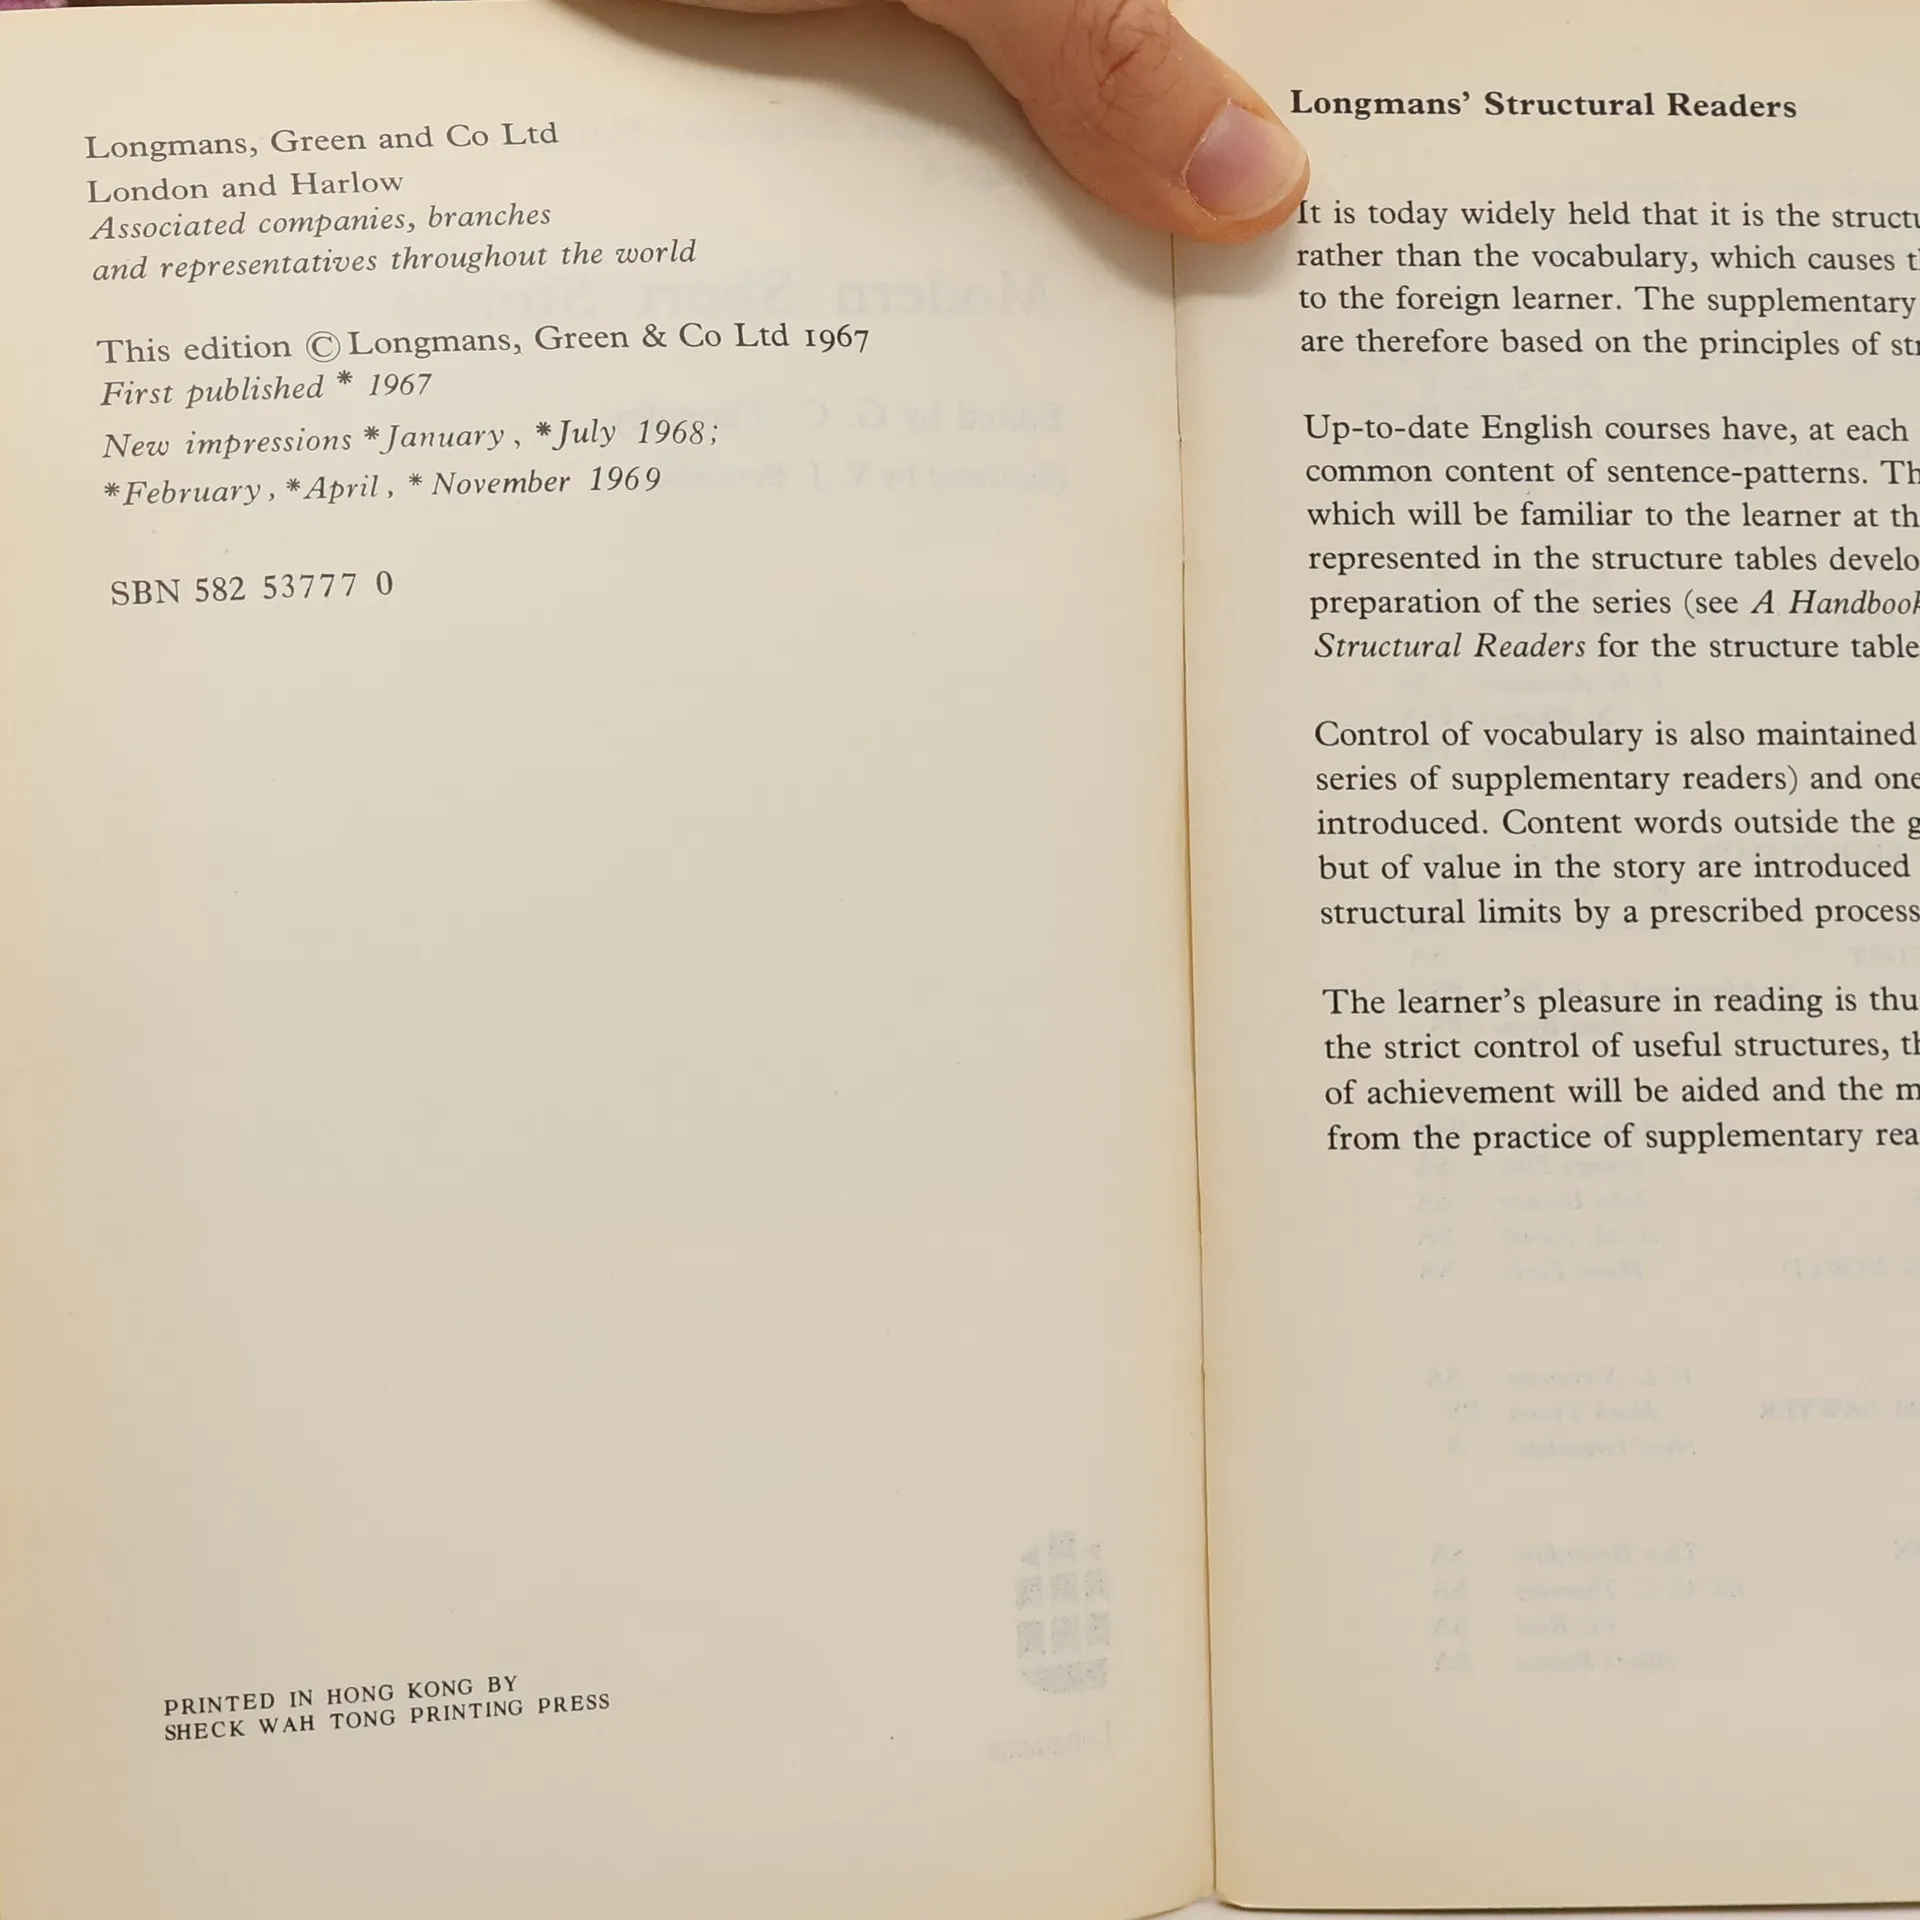 Longmans, Green and Co Ltd
London and Harlow
Associated companies, branches
and representatives throughout the world
This edition © Longmans, Green & Co Ltd 1967
First published * 1967
New impressions *January, *July 1968;
*February, *April, * November 1969
SBN 582 53777 0
PRINTED IN HONG KONG BY
SHECK WAH TONG PRINTING PRESS
Longmans' Structural Readers
It is today widely held that it is the
rather than the vocabulary, which causes
to the foreign learner. The supplementary
are therefore based on the principles of
Up-to-date English courses have, at each
common content of sentence-patterns.
which will be familiar to the learner at
represented in the structure tables
preparation of the series (see A Handbook
Structural Readers for the structure
Control of vocabulary is also maintained
series of supplementary readers) and
introduced. Content words outside the
but of value in the story are introduced
structural limits by a prescribed process
The learner's pleasure in reading is
the strict control of useful structures,
of achievement will be aided and the
from the practice of supplementary